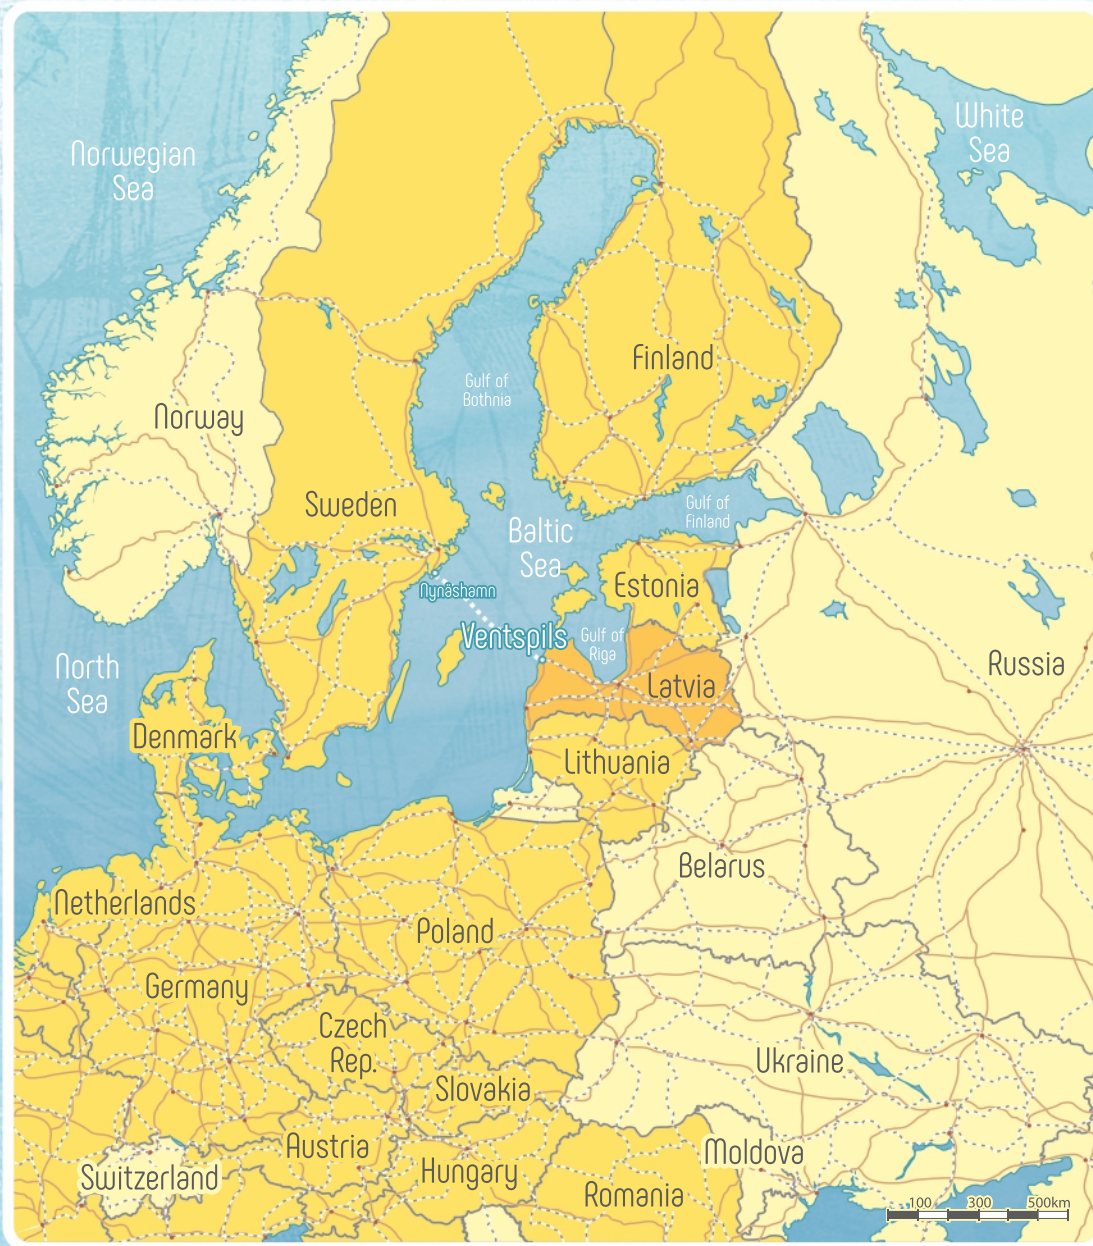 White
Sea
Norwegian
Sea
Finland
Gulf of
Bothnia
Norway
Sweden
Gulf of
Finland
Baltic
Sea
Estonia
Nynäshamn
Ventspils
Gulf of
Riga
North
Sea
Russia
Latvia
Denmark
Lithuania
Belarus
Netherlands
Poland
Germany
Czech
Rep.
Ukraine
Slovakia
Austria
Moldova
Switzerland
Hungary
Romania
100 300 500km